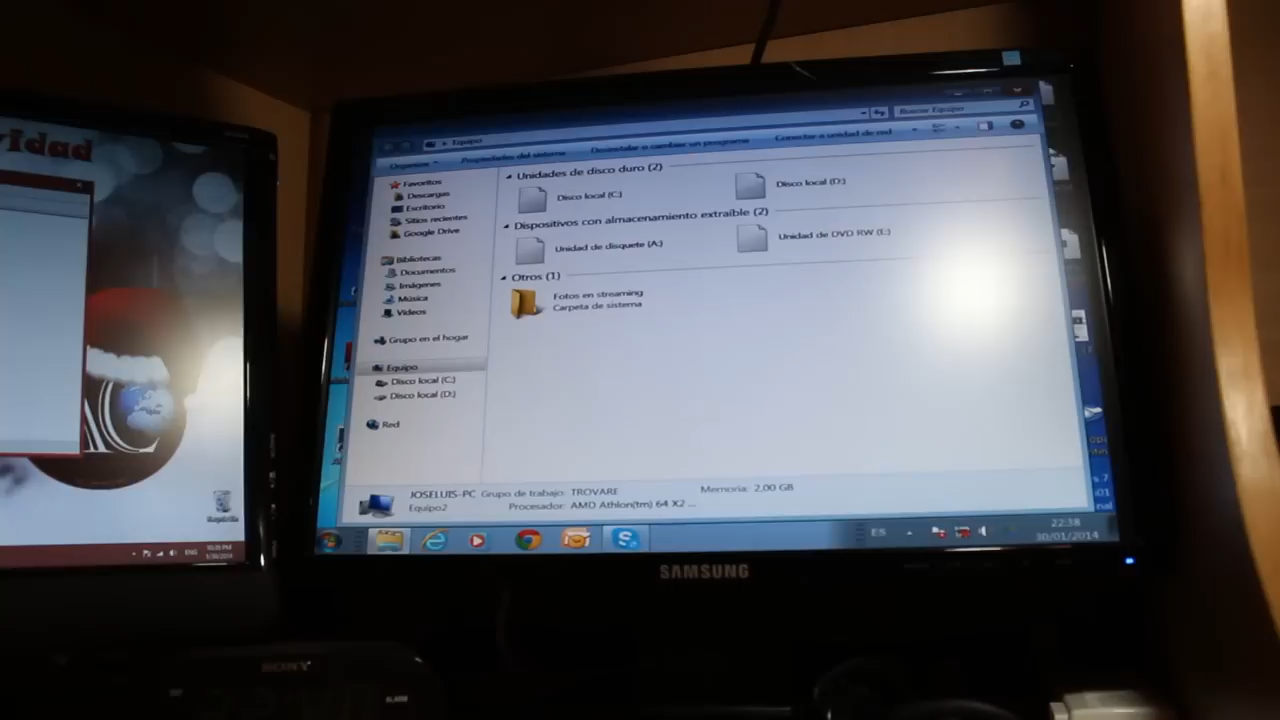 vidad
Equipo
Buscar Equipo
Organizar
Propiedades del sistema
Desinstalar o cambiar un programa
Conectar a unidad de red
Favoritos
Descargas
Escritorio
Sitios recientes
Google Drive
Bibliotecas
Documentos
Imágenes
Música
Vídeos
Grupo en el hogar
Equipo
Disco local (C:)
Disco local (D:)
Red
Unidades de disco duro (2)
Disco local (C:)
Disco local (D:)
Dispositivos con almacenamiento extraíble (2)
Unidad de disquete (A:)
Unidad de DVD RW (E:)
Otros (1)
Fotos en streaming
Carpeta de sistema
JOSELUIS-PC Grupo de trabajo: TROVARE
Memoria: 2,00 GB
Equipo2
Procesador: AMD Athlon(tm) 64 X2 ...
ES
22:38
30/01/2014
Recycle Bin
ENG
SAMSUNG
SONY
ALARM